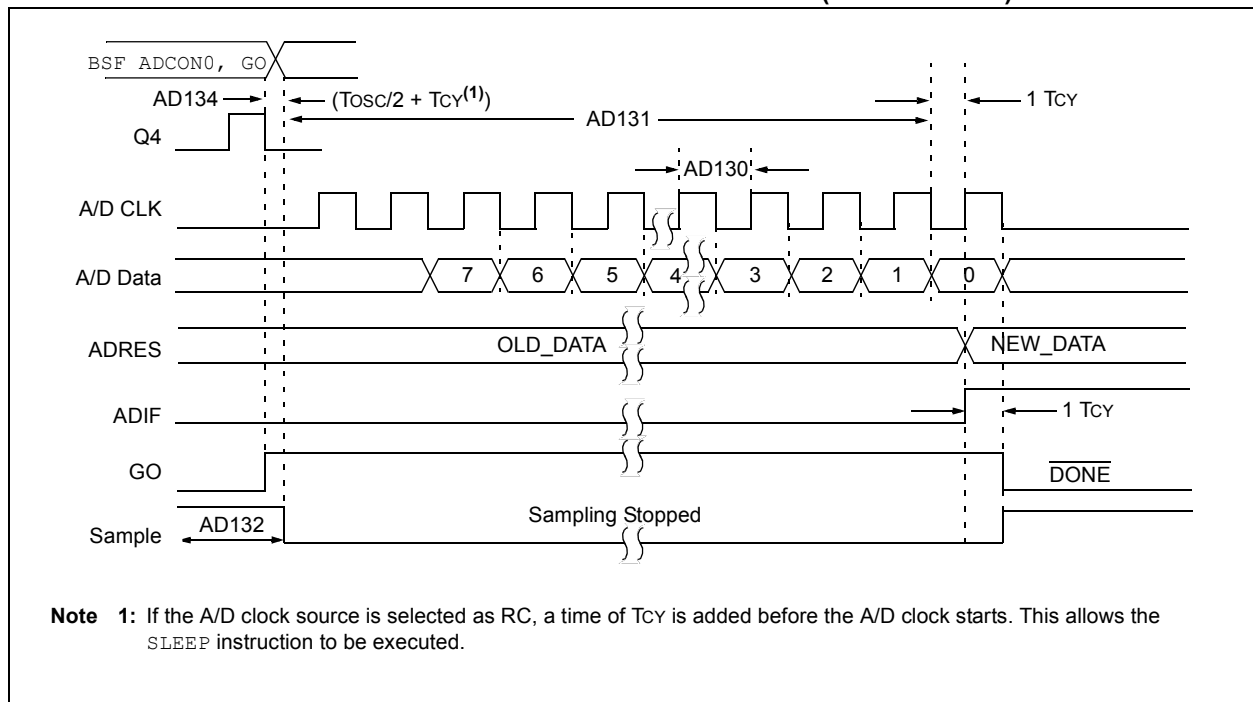 BSF ADCON0, GO
AD134
(TOSC/2 + TCY(1))
1 TCY
AD131
Q4
AD130
A/D CLK
A/D Data
7 6 5 4 3 2 1 0
ADRES
OLD_DATA
NEW_DATA
ADIF
1 TCY
GO
DONE
AD132
Sampling Stopped
Sample
Note 1: If the A/D clock source is selected as RC, a time of TCY is added before the A/D clock starts. This allows the
SLEEP instruction to be executed.